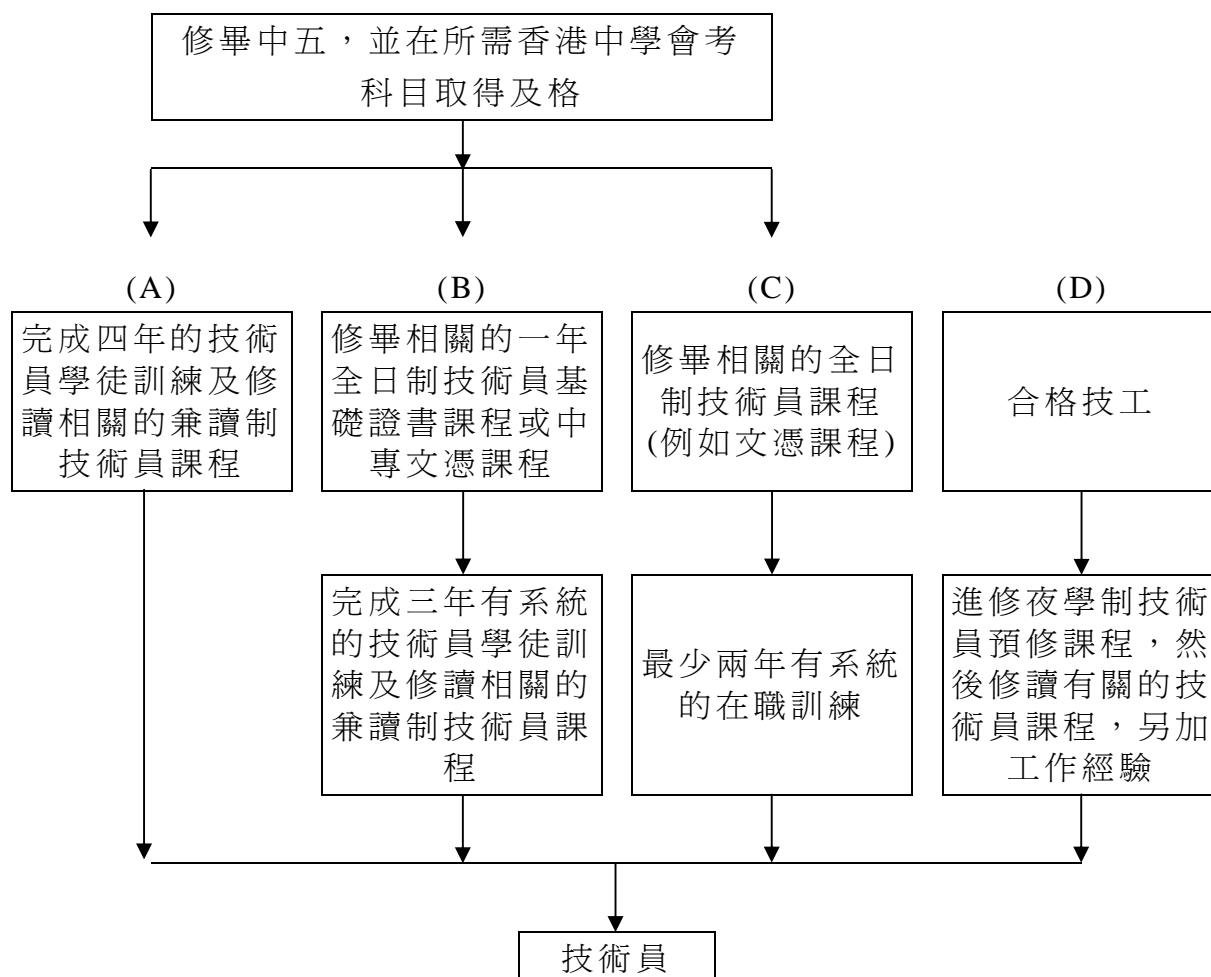 修畢中五，並在所需香港中學會考
科目取得及格
(A)
(B)
(C)
(D)
完成四年的技術
員學徒訓練及修
讀相關的兼讀制
技術員課程
修畢相關的一年
全日制技術員基
礎證書課程或中
專文憑課程
修畢相關的全日
制技術員課程
(例如文憑課程)
合格技工
完成三年有系統
的技術員學徒訓
練及修讀相關的
兼讀制技術員課
程
最少兩年有系統
的在職訓練
進修夜學制技術
員預修課程，然
後修讀有關的技
術員課程，另加
工作經驗
技術員